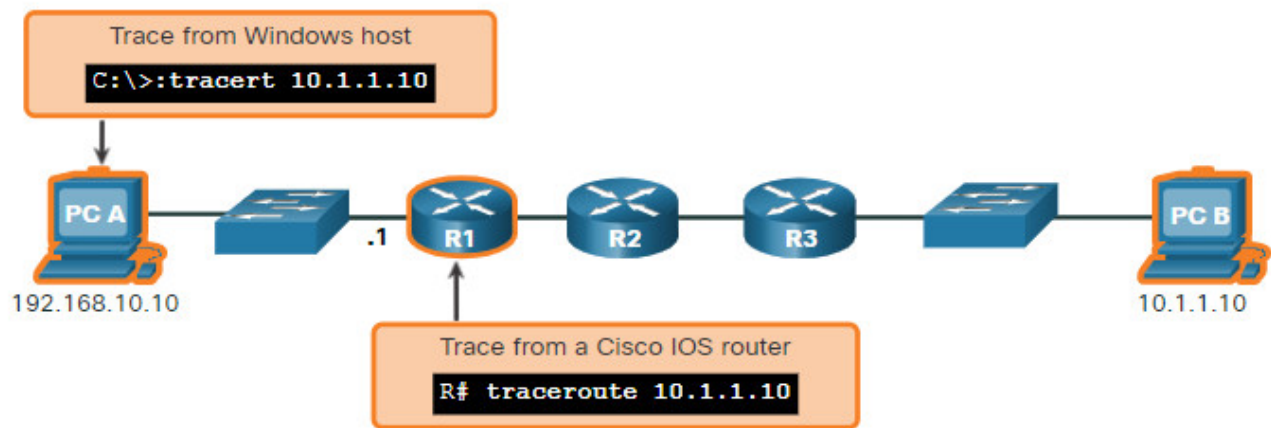 Trace from Windows host
C:\>:tracert 10.1.1.10
PC A
.1
R1
R2
R3
PC B
192.168.10.10
10.1.1.10
Trace from a Cisco IOS router
R# traceroute 10.1.1.10